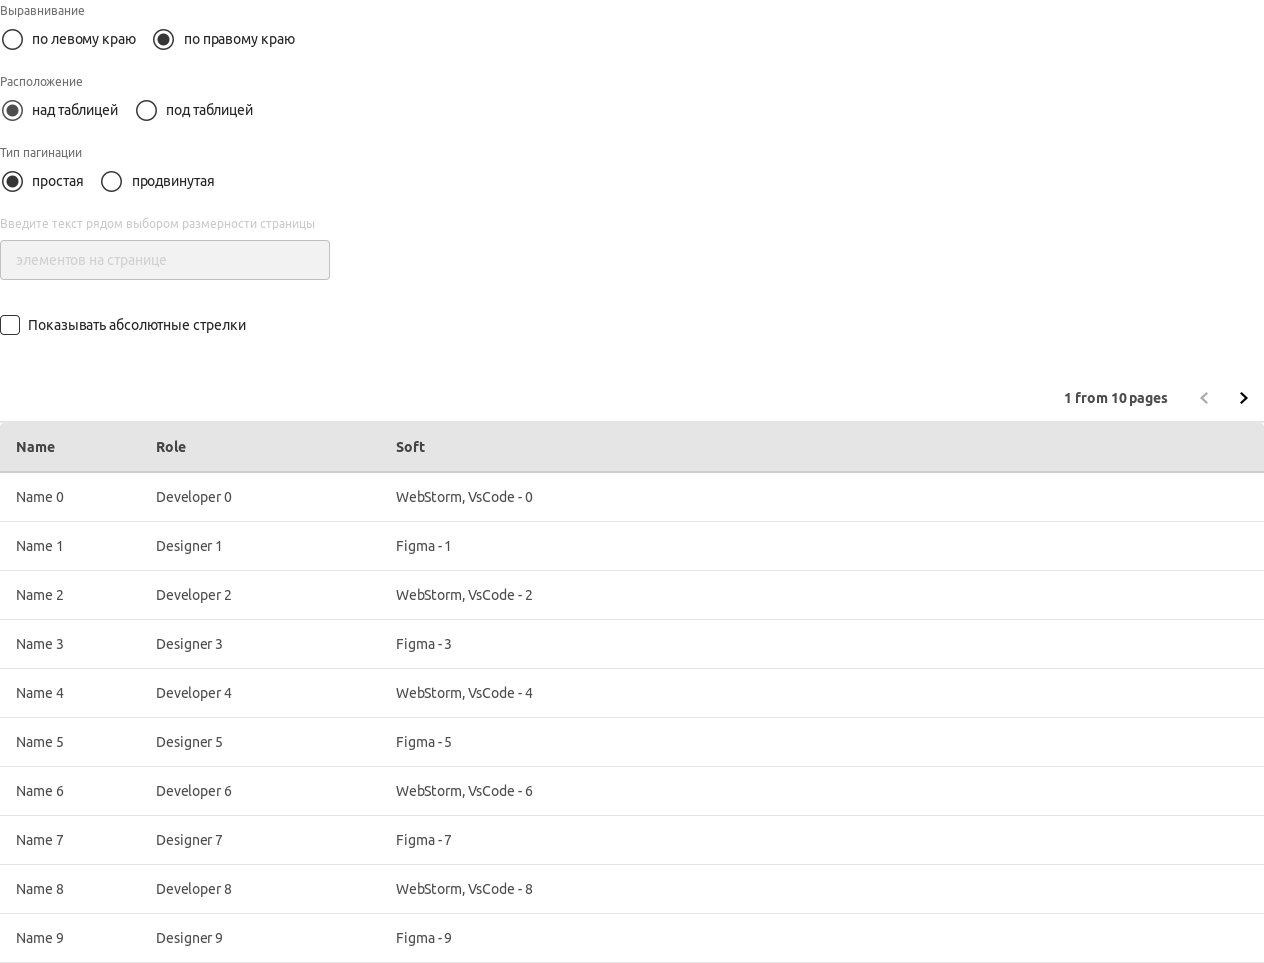 Выравнивание
по левому краю по правому краю
Расположение
над таблицей под таблицей
Тип пагинации
простая продвинутая
Введите текст рядом выбором размерности страницы
элементов на странице
Показывать абсолютные стрелки
1 from 10 pages
Name Role Soft
Name 0 Developer 0 WebStorm, VsCode - 0
Name 1 Designer 1 Figma - 1
Name 2 Developer 2 WebStorm, VsCode - 2
Name 3 Designer 3 Figma - 3
Name 4 Developer 4 WebStorm, VsCode - 4
Name 5 Designer 5 Figma - 5
Name 6 Developer 6 WebStorm, VsCode - 6
Name 7 Designer 7 Figma - 7
Name 8 Developer 8 WebStorm, VsCode - 8
Name 9 Designer 9 Figma - 9